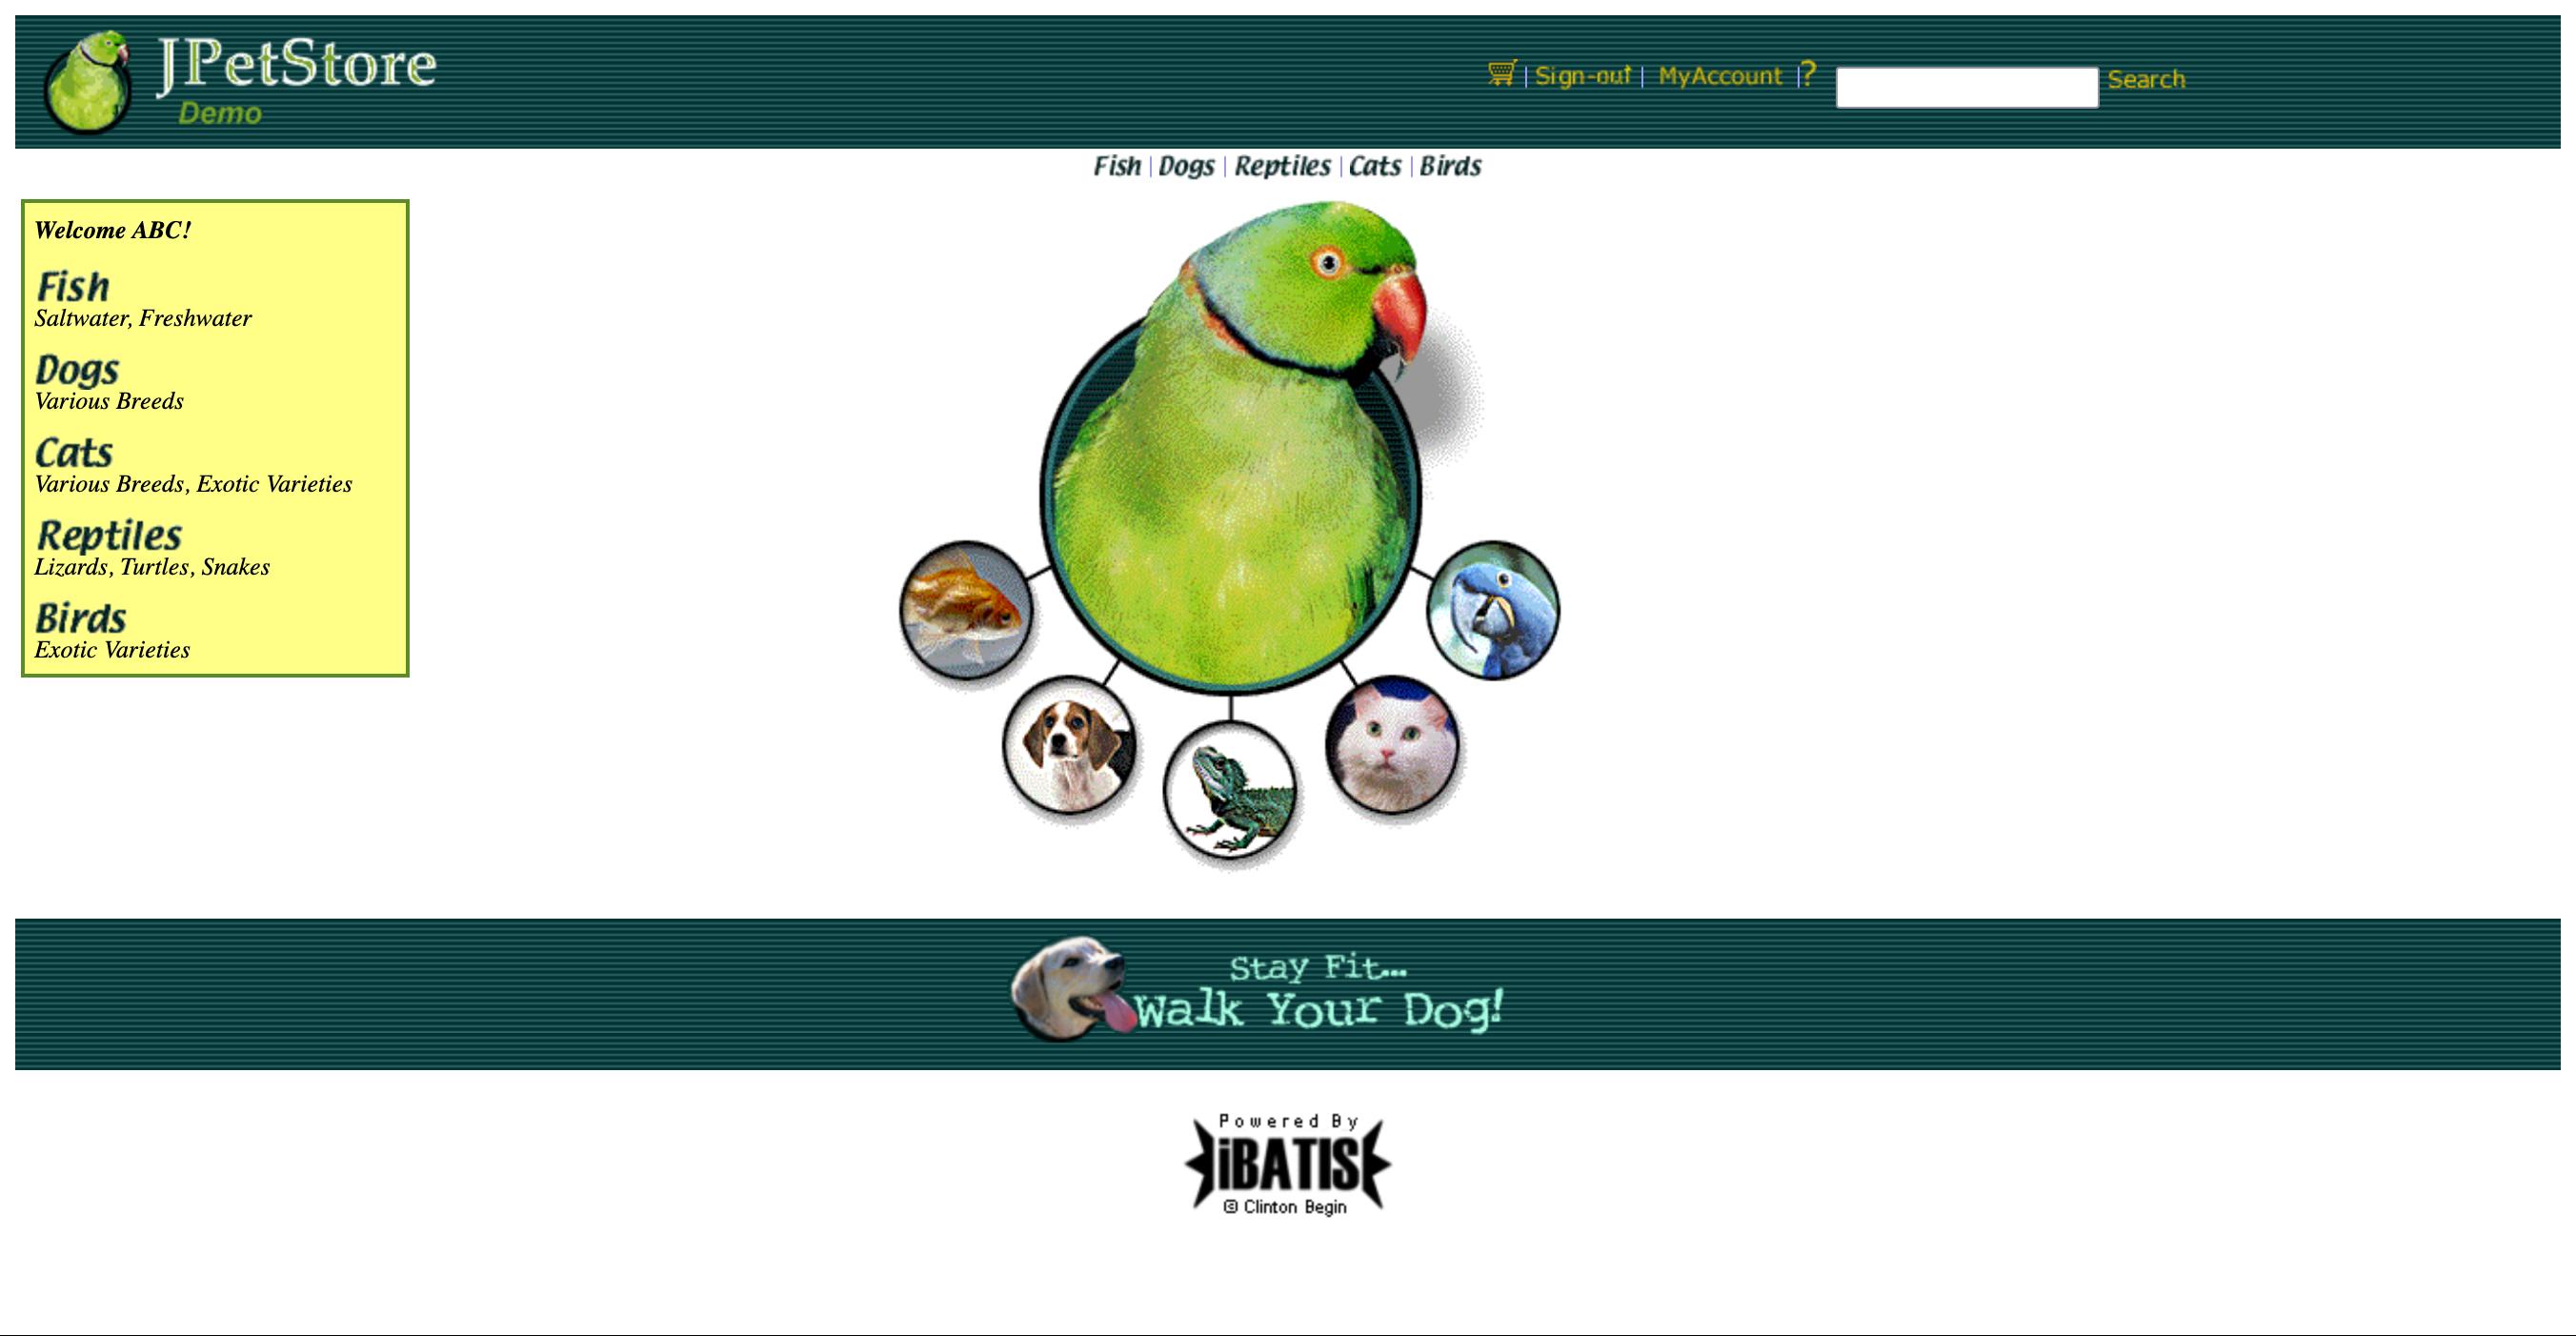 JPetStore
Demo
| Sign-out | MyAccount | ? Search
Fish | Dogs | Reptiles | Cats | Birds
Welcome ABC!
Fish
Saltwater, Freshwater
Dogs
Various Breeds
Cats
Various Breeds, Exotic Varieties
Reptiles
Lizards, Turtles, Snakes
Birds
Exotic Varieties
Stay Fit...
Walk Your Dog!
Powered By
iBATIS
© Clinton Begin